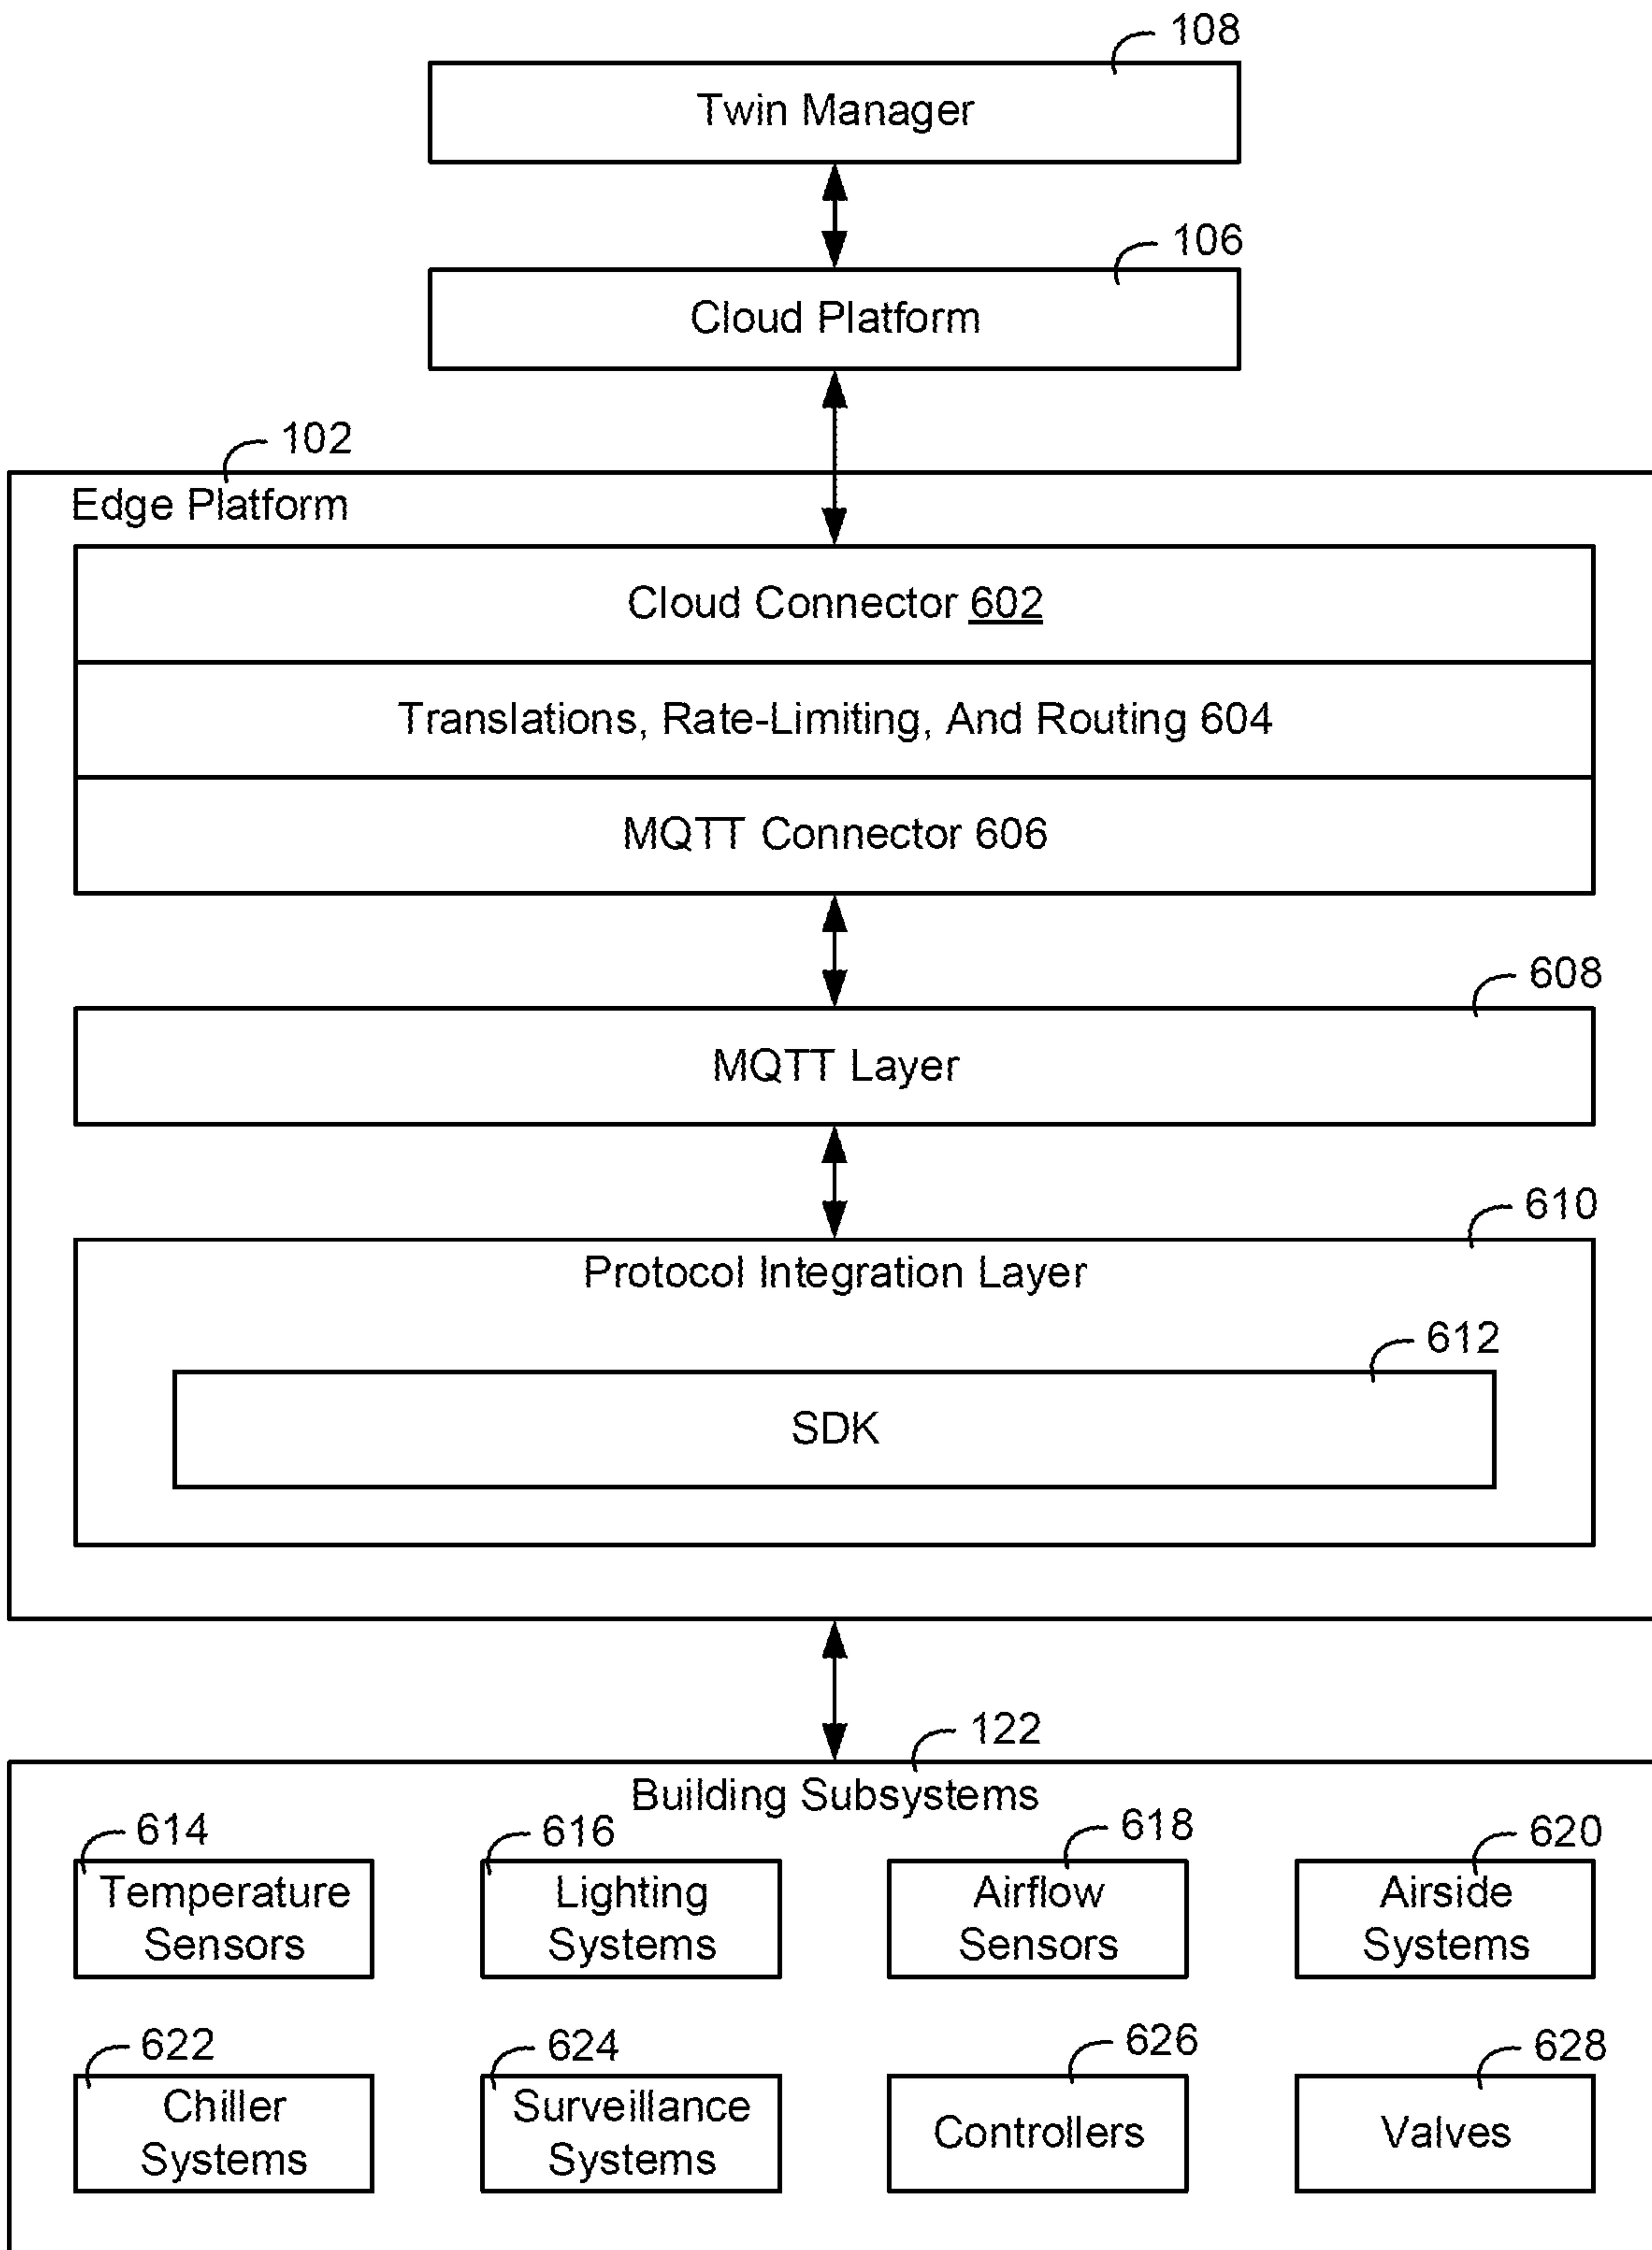 108
Twin Manager
106
Cloud Platform
102
Edge Platform
Cloud Connector 602
Translations, Rate-Limiting, And Routing 604
MQTT Connector 606
608
MQTT Layer
610
Protocol Integration Layer
612
SDK
122
Building Subsystems
614
616
618
620
Temperature
Sensors
Lighting
Systems
Airflow
Sensors
Airside
Systems
622
624
626
628
Chiller
Systems
Surveillance
Systems
Controllers
Valves